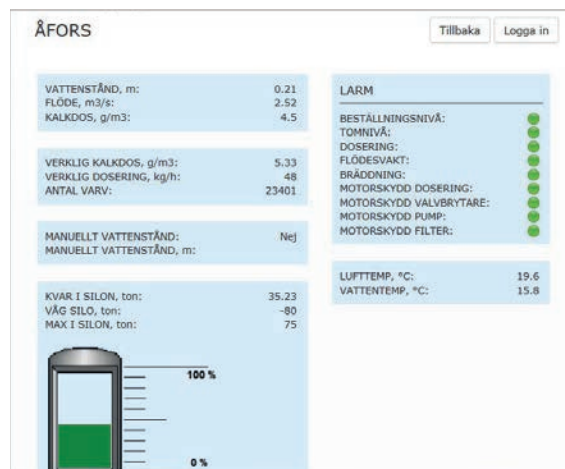 ÅFORS
Tillbaka
Logga in
VATTENSTÅND, m: 0.21
FLÖDE, m3/s: 2.52
KALKDOS, g/m3: 4.5
VERKLIG KALKDOS, g/m3: 5.33
VERKLIG DOSERING, kg/h: 48
ANTAL VARV: 23401
MANUELLT VATTENSTÅND: Nej
MANUELLT VATTENSTÅND, m:
KVAR I SILON, ton: 35.23
VÅG SILO, ton: -80
MAX I SILON, ton: 75
100 %
0 %
LARM
BESTÄLLNINGSNIVÅ:
TOMNIVÅ:
DOSERING:
FLÖDESVAKT:
BRÄDDNING:
MOTORSKYDD DOSERING:
MOTORSKYDD VALVBRYTARE:
MOTORSKYDD PUMP:
MOTORSKYDD FILTER:
LUFTTEMP, °C: 19.6
VATTENTEMP, °C: 15.8